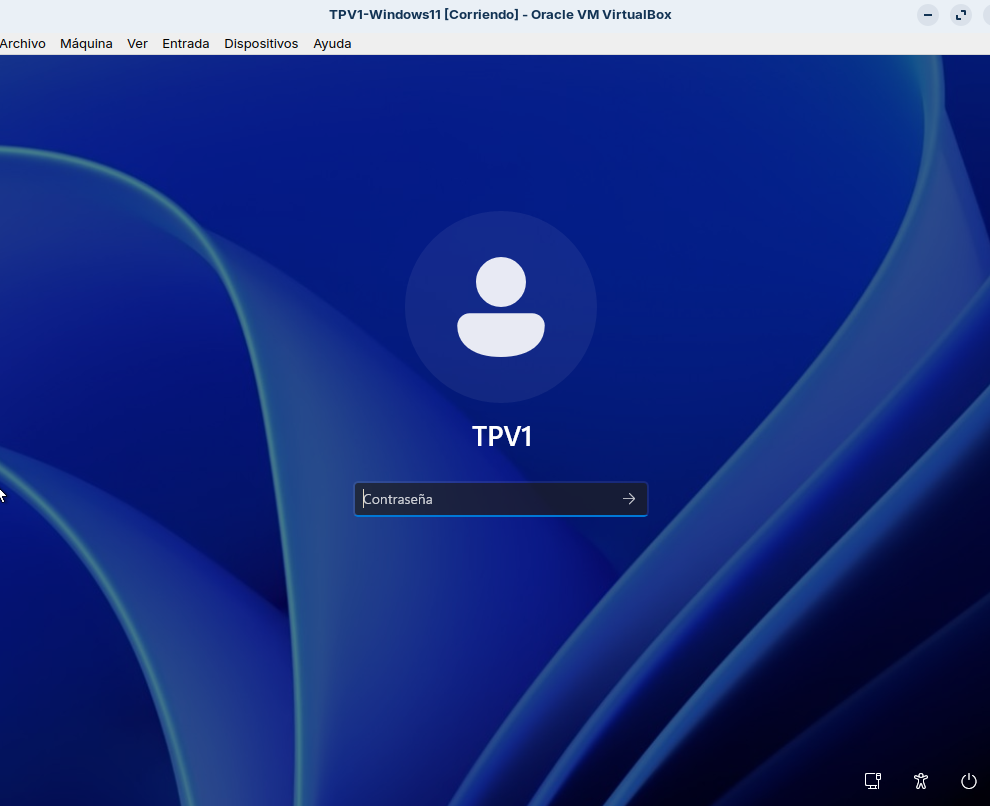 TPV1-Windows11 [Corriendo] - Oracle VM VirtualBox
Archivo Máquina Ver Entrada Dispositivos Ayuda
TPV1
Contraseña